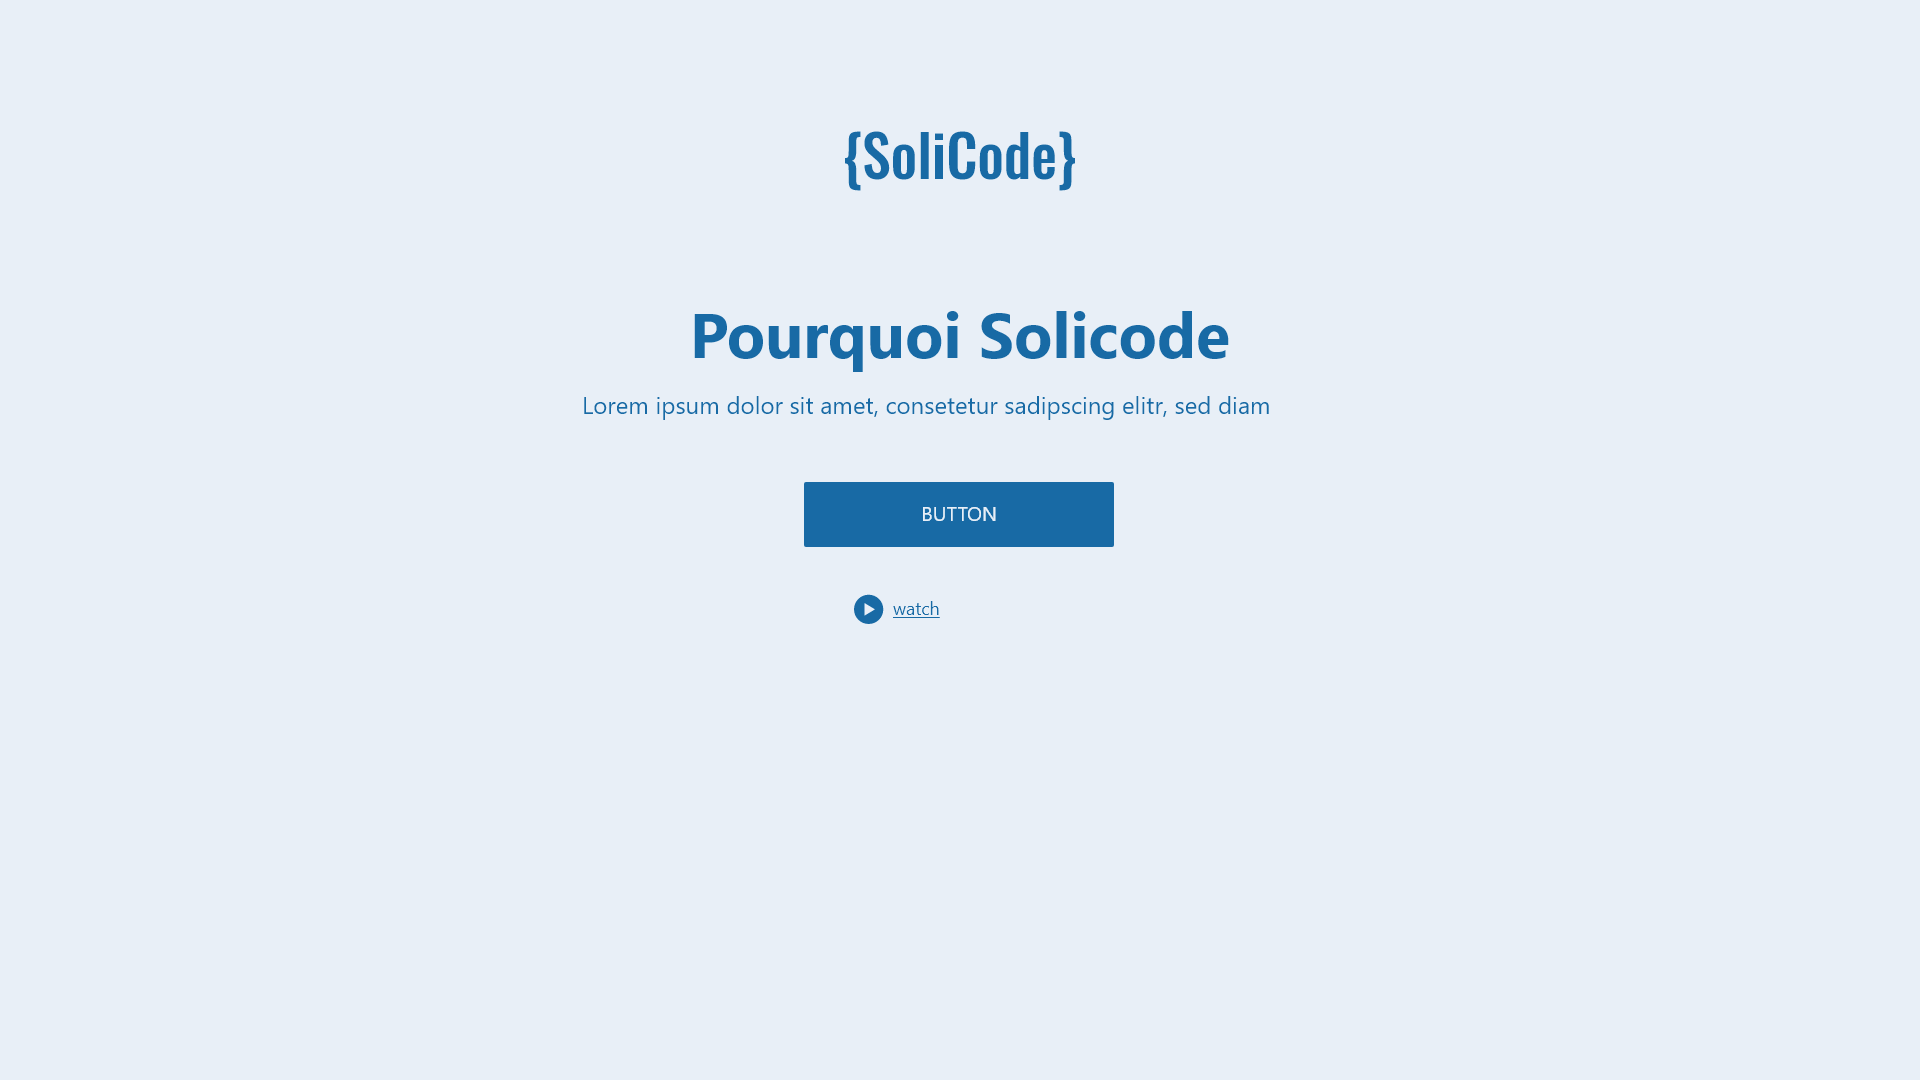 {SoliCode}
Pourquoi Solicode
Lorem ipsum dolor sit amet, consetetur sadipscing elitr, sed diam
BUTTON
watch